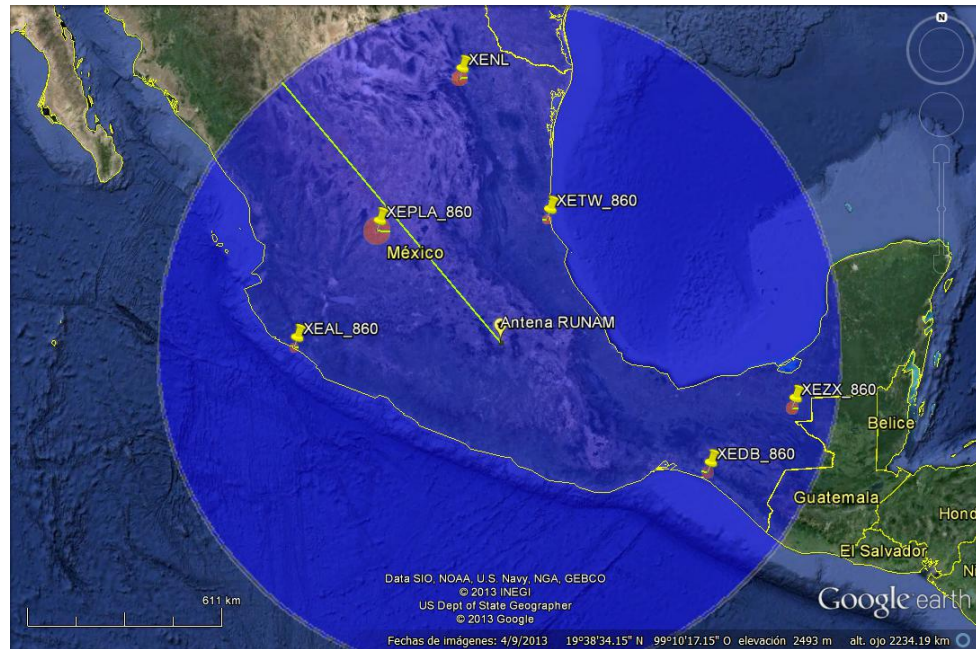 N
XENL
XETW_860
XEPLA_860
México
Antena RUNAM
XEAL_860
XEZX_860
Belice
XEDB_860
Guatemala
Hond
El Salvador
Ni
Data SIO, NOAA, U.S. Navy, NGA, GEBCO
© 2013 INEGI
US Dept of State Geographer
© 2013 Google
611 km
Google earth
Fechas de imágenes: 4/9/2013 19°38'34.15" N 99°10'17.15" O elevación 2493 m alt. ojo 2234.19 km